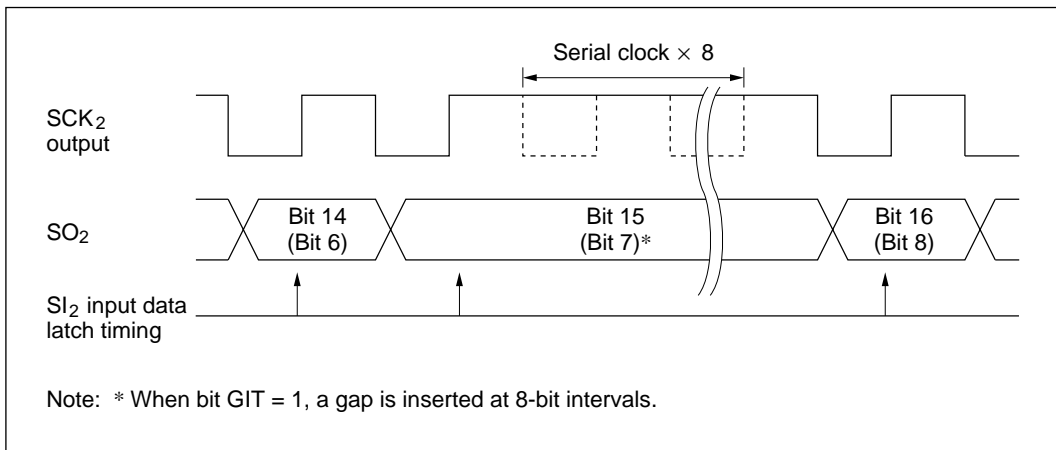 Serial clock × 8
SCK₂
output
SO₂
Bit 14
(Bit 6)
Bit 15
(Bit 7)*
Bit 16
(Bit 8)
SI₂ input data
latch timing
Note: * When bit GIT = 1, a gap is inserted at 8-bit intervals.